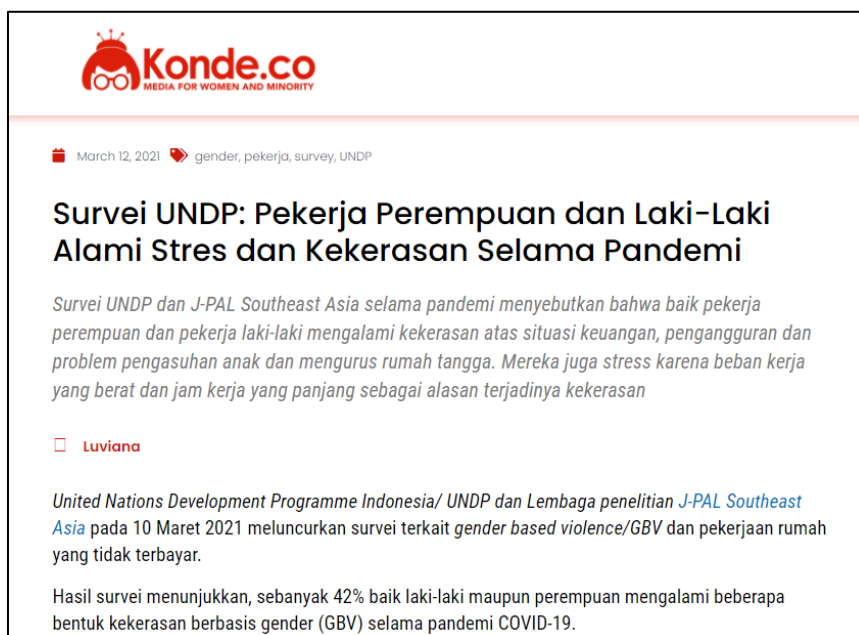 Konde.co
MEDIA FOR WOMEN AND MINORITY
March 12, 2021 gender, pekerja, survey, UNDP
Survei UNDP: Pekerja Perempuan dan Laki-Laki
Alami Stres dan Kekerasan Selama Pandemi
Survei UNDP dan J-PAL Southeast Asia selama pandemi menyebutkan bahwa baik pekerja
perempuan dan pekerja laki-laki mengalami kekerasan atas situasi keuangan, pengangguran dan
problem pengasuhan anak dan mengurus rumah tangga. Mereka juga stress karena beban kerja
yang berat dan jam kerja yang panjang sebagai alasan terjadinya kekerasan
Luviana
United Nations Development Programme Indonesia/ UNDP dan Lembaga penelitian J-PAL Southeast
Asia pada 10 Maret 2021 meluncurkan survei terkait gender based violence/GBV dan pekerjaan rumah
yang tidak terbayar.
Hasil survei menunjukkan, sebanyak 42% baik laki-laki maupun perempuan mengalami beberapa
bentuk kekerasan berbasis gender (GBV) selama pandemi COVID-19.